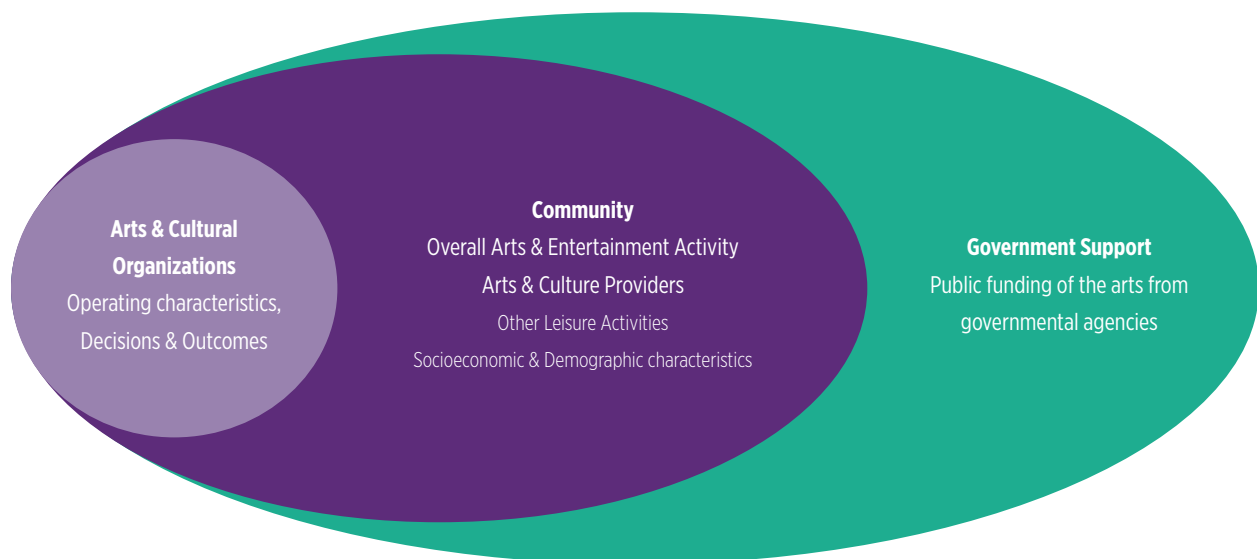 Arts & Cultural
Organizations
Operating characteristics,
Decisions & Outcomes
Community
Overall Arts & Entertainment Activity
Arts & Culture Providers
Other Leisure Activities
Socioeconomic & Demographic characteristics
Government Support
Public funding of the arts from
governmental agencies